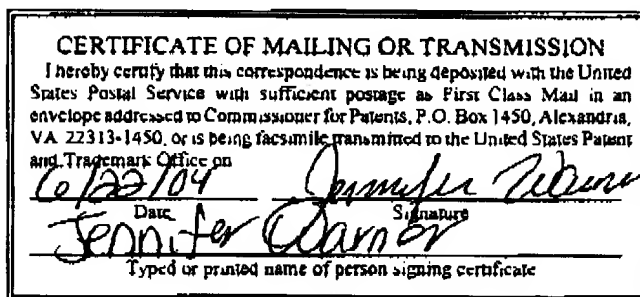 CERTIFICATE OF MAILING OR TRANSMISSION
I hereby certify that this correspondence is being deposited with the United
States Postal Service with sufficient postage as First Class Mail in an
envelope addressed to Commissioner for Patents, P.O. Box 1450, Alexandria,
VA 22313-1450, or is being facsimile transmitted to the United States Patent
and Trademark Office on
6/22/04 Jennifer Warner
Date Signature
Jennifer Warner
Typed or printed name of person signing certificate